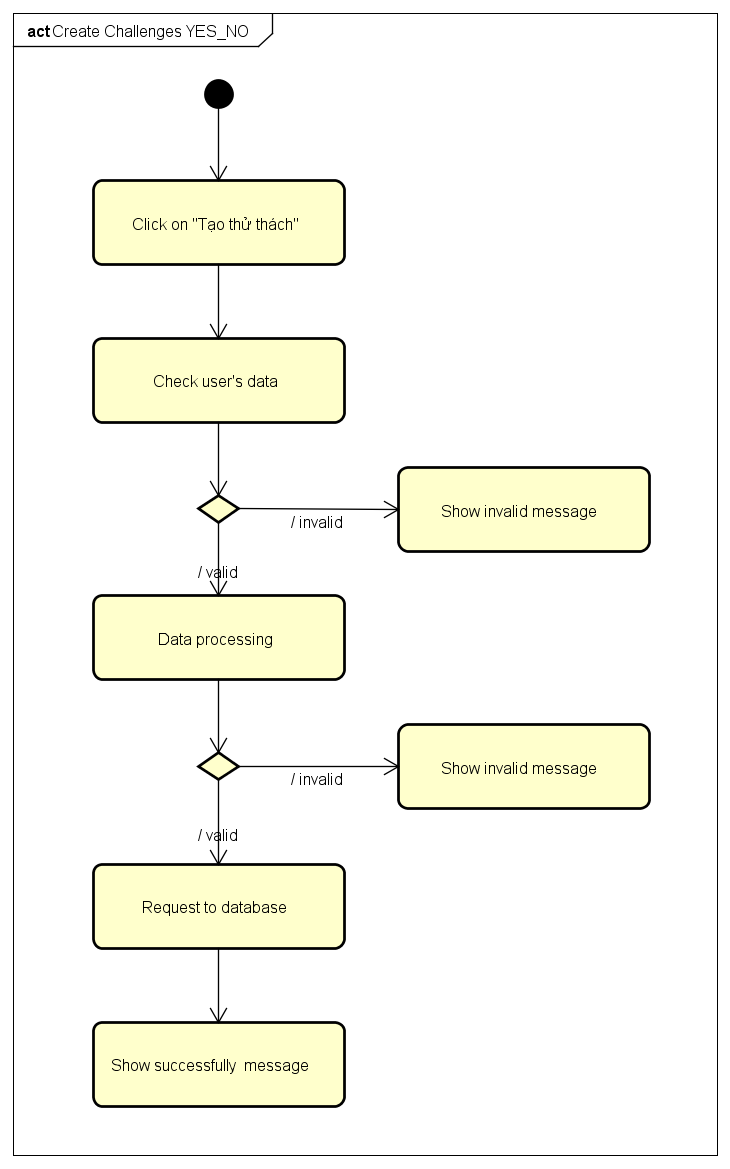 act Create Challenges YES_NO
Click on "Tạo thử thách"
Check user's data
/ invalid
Show invalid message
/ valid
Data processing
/ invalid
Show invalid message
/ valid
Request to database
Show successfully  message